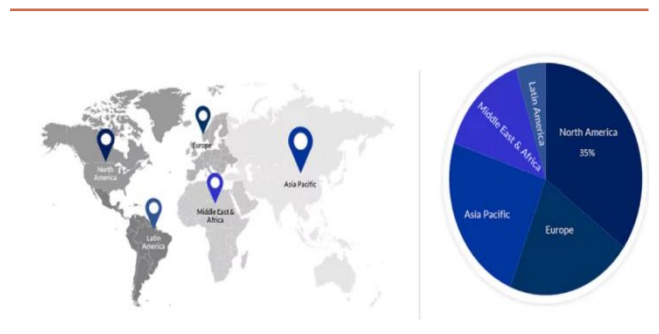 North
America
Europe
Asia Pacific
Middle East &
Africa
Latin
America
Latin America
Middle East & Africa
North America
35%
Asia Pacific
Europe